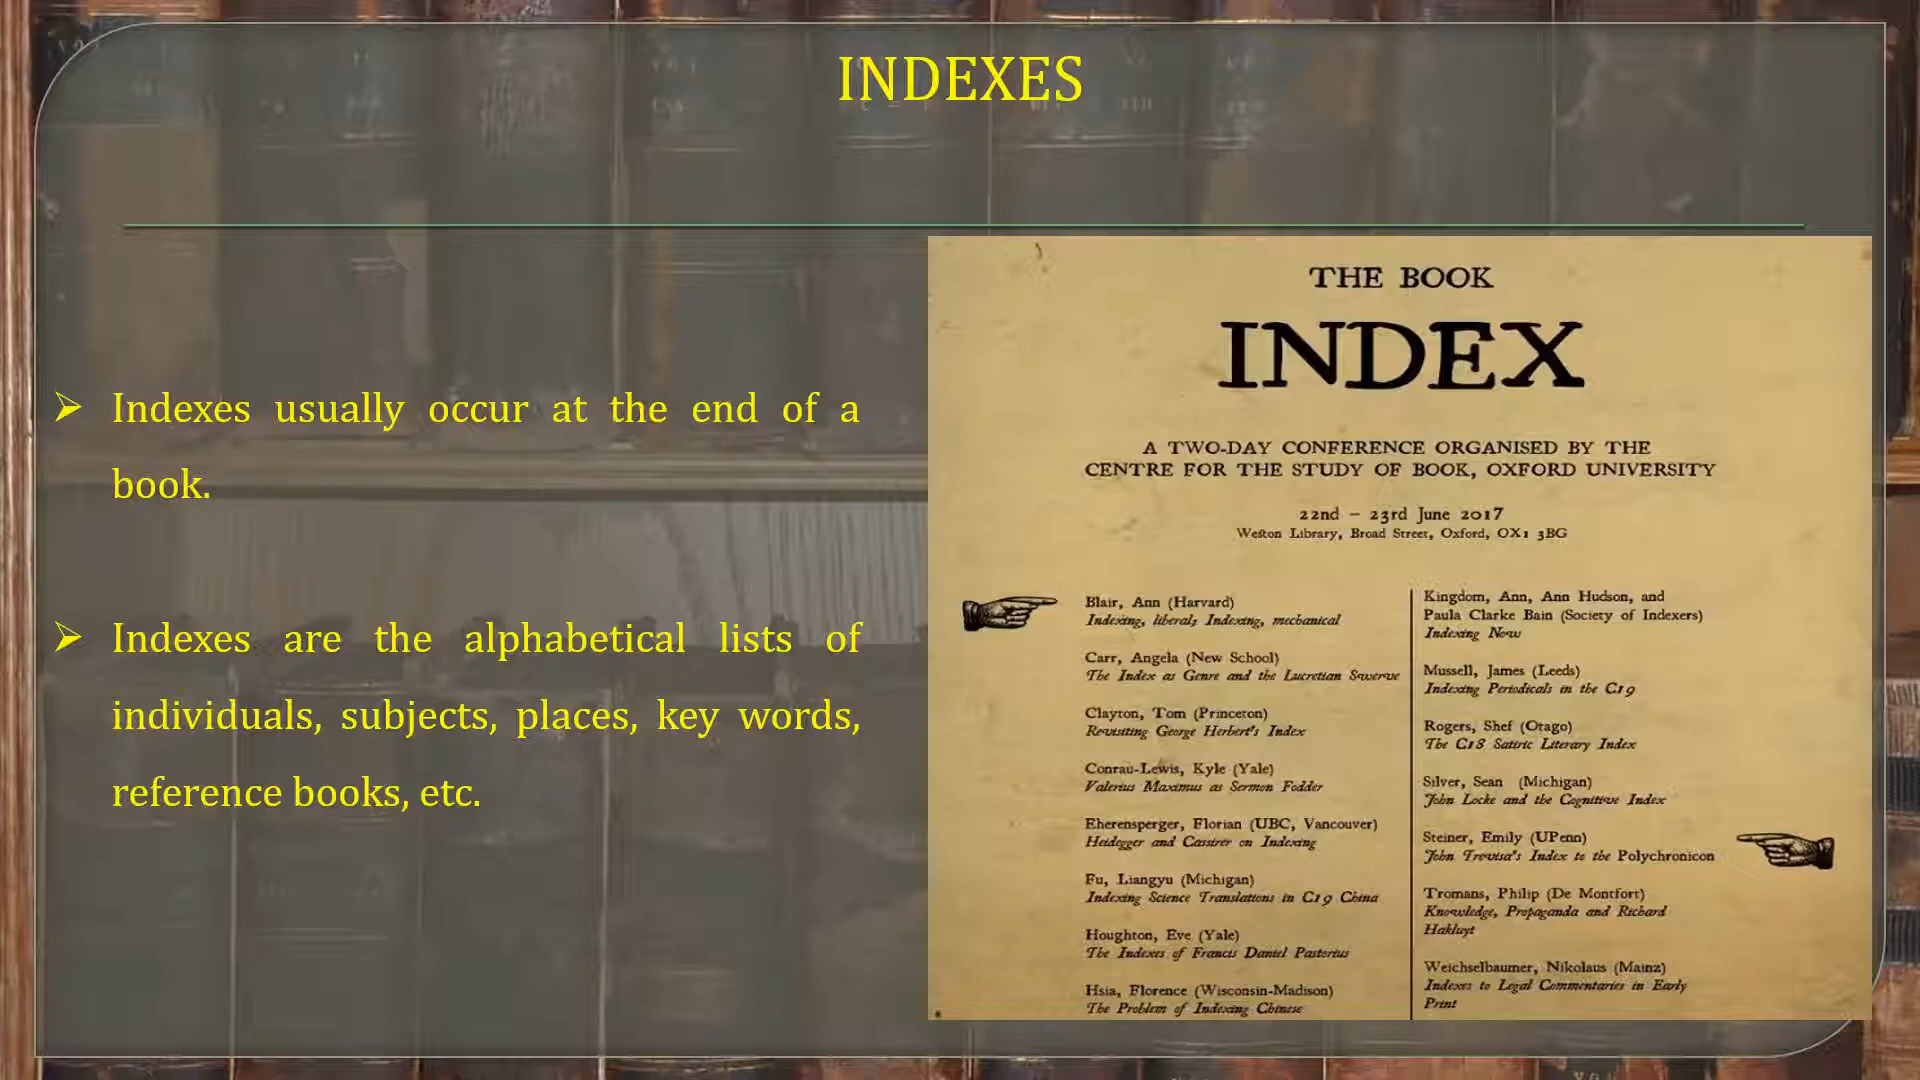 INDEXES
Indexes usually occur at the end of a
book.
Indexes are the alphabetical lists of
individuals, subjects, places, key words,
reference books, etc.
THE BOOK
INDEX
A TWO-DAY CONFERENCE ORGANISED BY THE
CENTRE FOR THE STUDY OF BOOK, OXFORD UNIVERSITY
22nd – 23rd June 2017
Weston Library, Broad Street, Oxford, OX1 3BG
Blair, Ann (Harvard)
Indexing, liberal; Indexing, mechanical
Carr, Angela (New School)
The Index as Genre and the Lucretian Swerve
Clayton, Tom (Princeton)
Revisiting George Herbert's Index
Conrau-Lewis, Kyle (Yale)
Valerius Maximus as Sermon Fodder
Eherensperger, Florian (UBC, Vancouver)
Heidegger and Cassirer on Indexing
Fu, Liangyu (Michigan)
Indexing Science Translations in C19 China
Houghton, Eve (Yale)
The Indexes of Francis Daniel Pastorius
Hsia, Florence (Wisconsin-Madison)
The Problem of Indexing Chinese
Kingdom, Ann, Ann Hudson, and
Paula Clarke Bain (Society of Indexers)
Indexing Now
Mussell, James (Leeds)
Indexing Periodicals in the C19
Rogers, Shef (Otago)
The C18 Satiric Literary Index
Silver, Sean (Michigan)
John Locke and the Cognitive Index
Steiner, Emily (UPenn)
John Trevisa's Index to the Polychronicon
Tromans, Philip (De Montfort)
Knowledge, Propaganda and Richard
Hakluyt
Weichselbaumer, Nikolaus (Mainz)
Indexes to Legal Commentaries in Early
Print